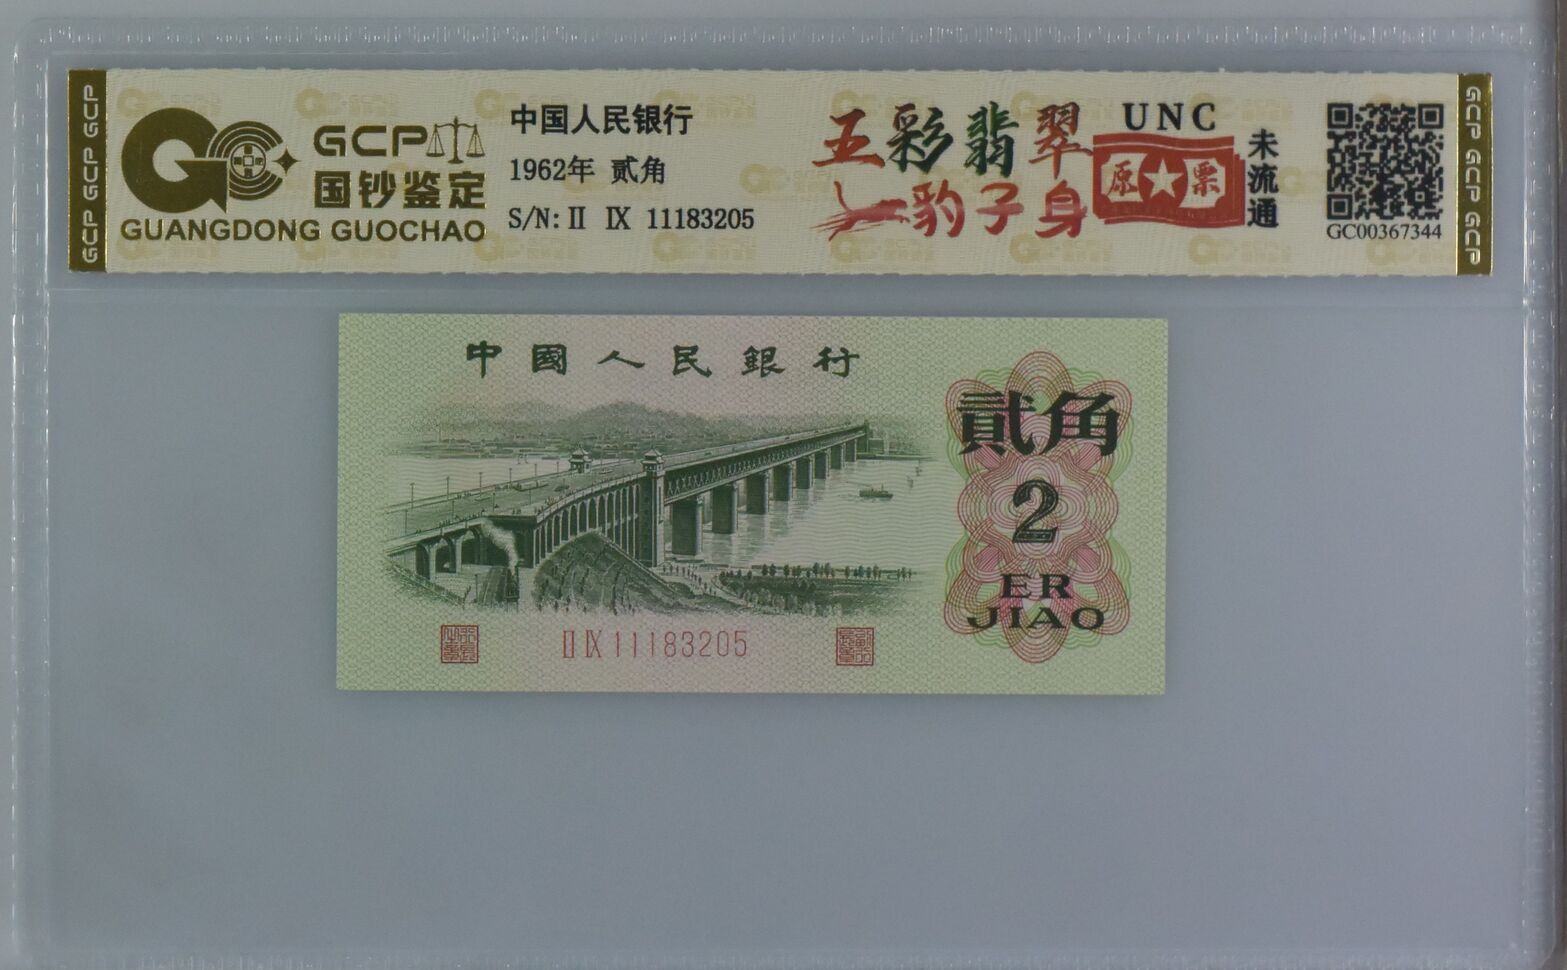 GCP GCP GCP
GCP
国钞鉴定
GUANGDONG GUOCHAO
中国人民银行
1962年 贰角
S/N: II IX 11183205
五彩翡翠
豹子身
UNC
原票
未流通
GC00367344
GCP GCP GCP
中國人民銀行
貳角
2
ER
JIAO
II IX 11183205